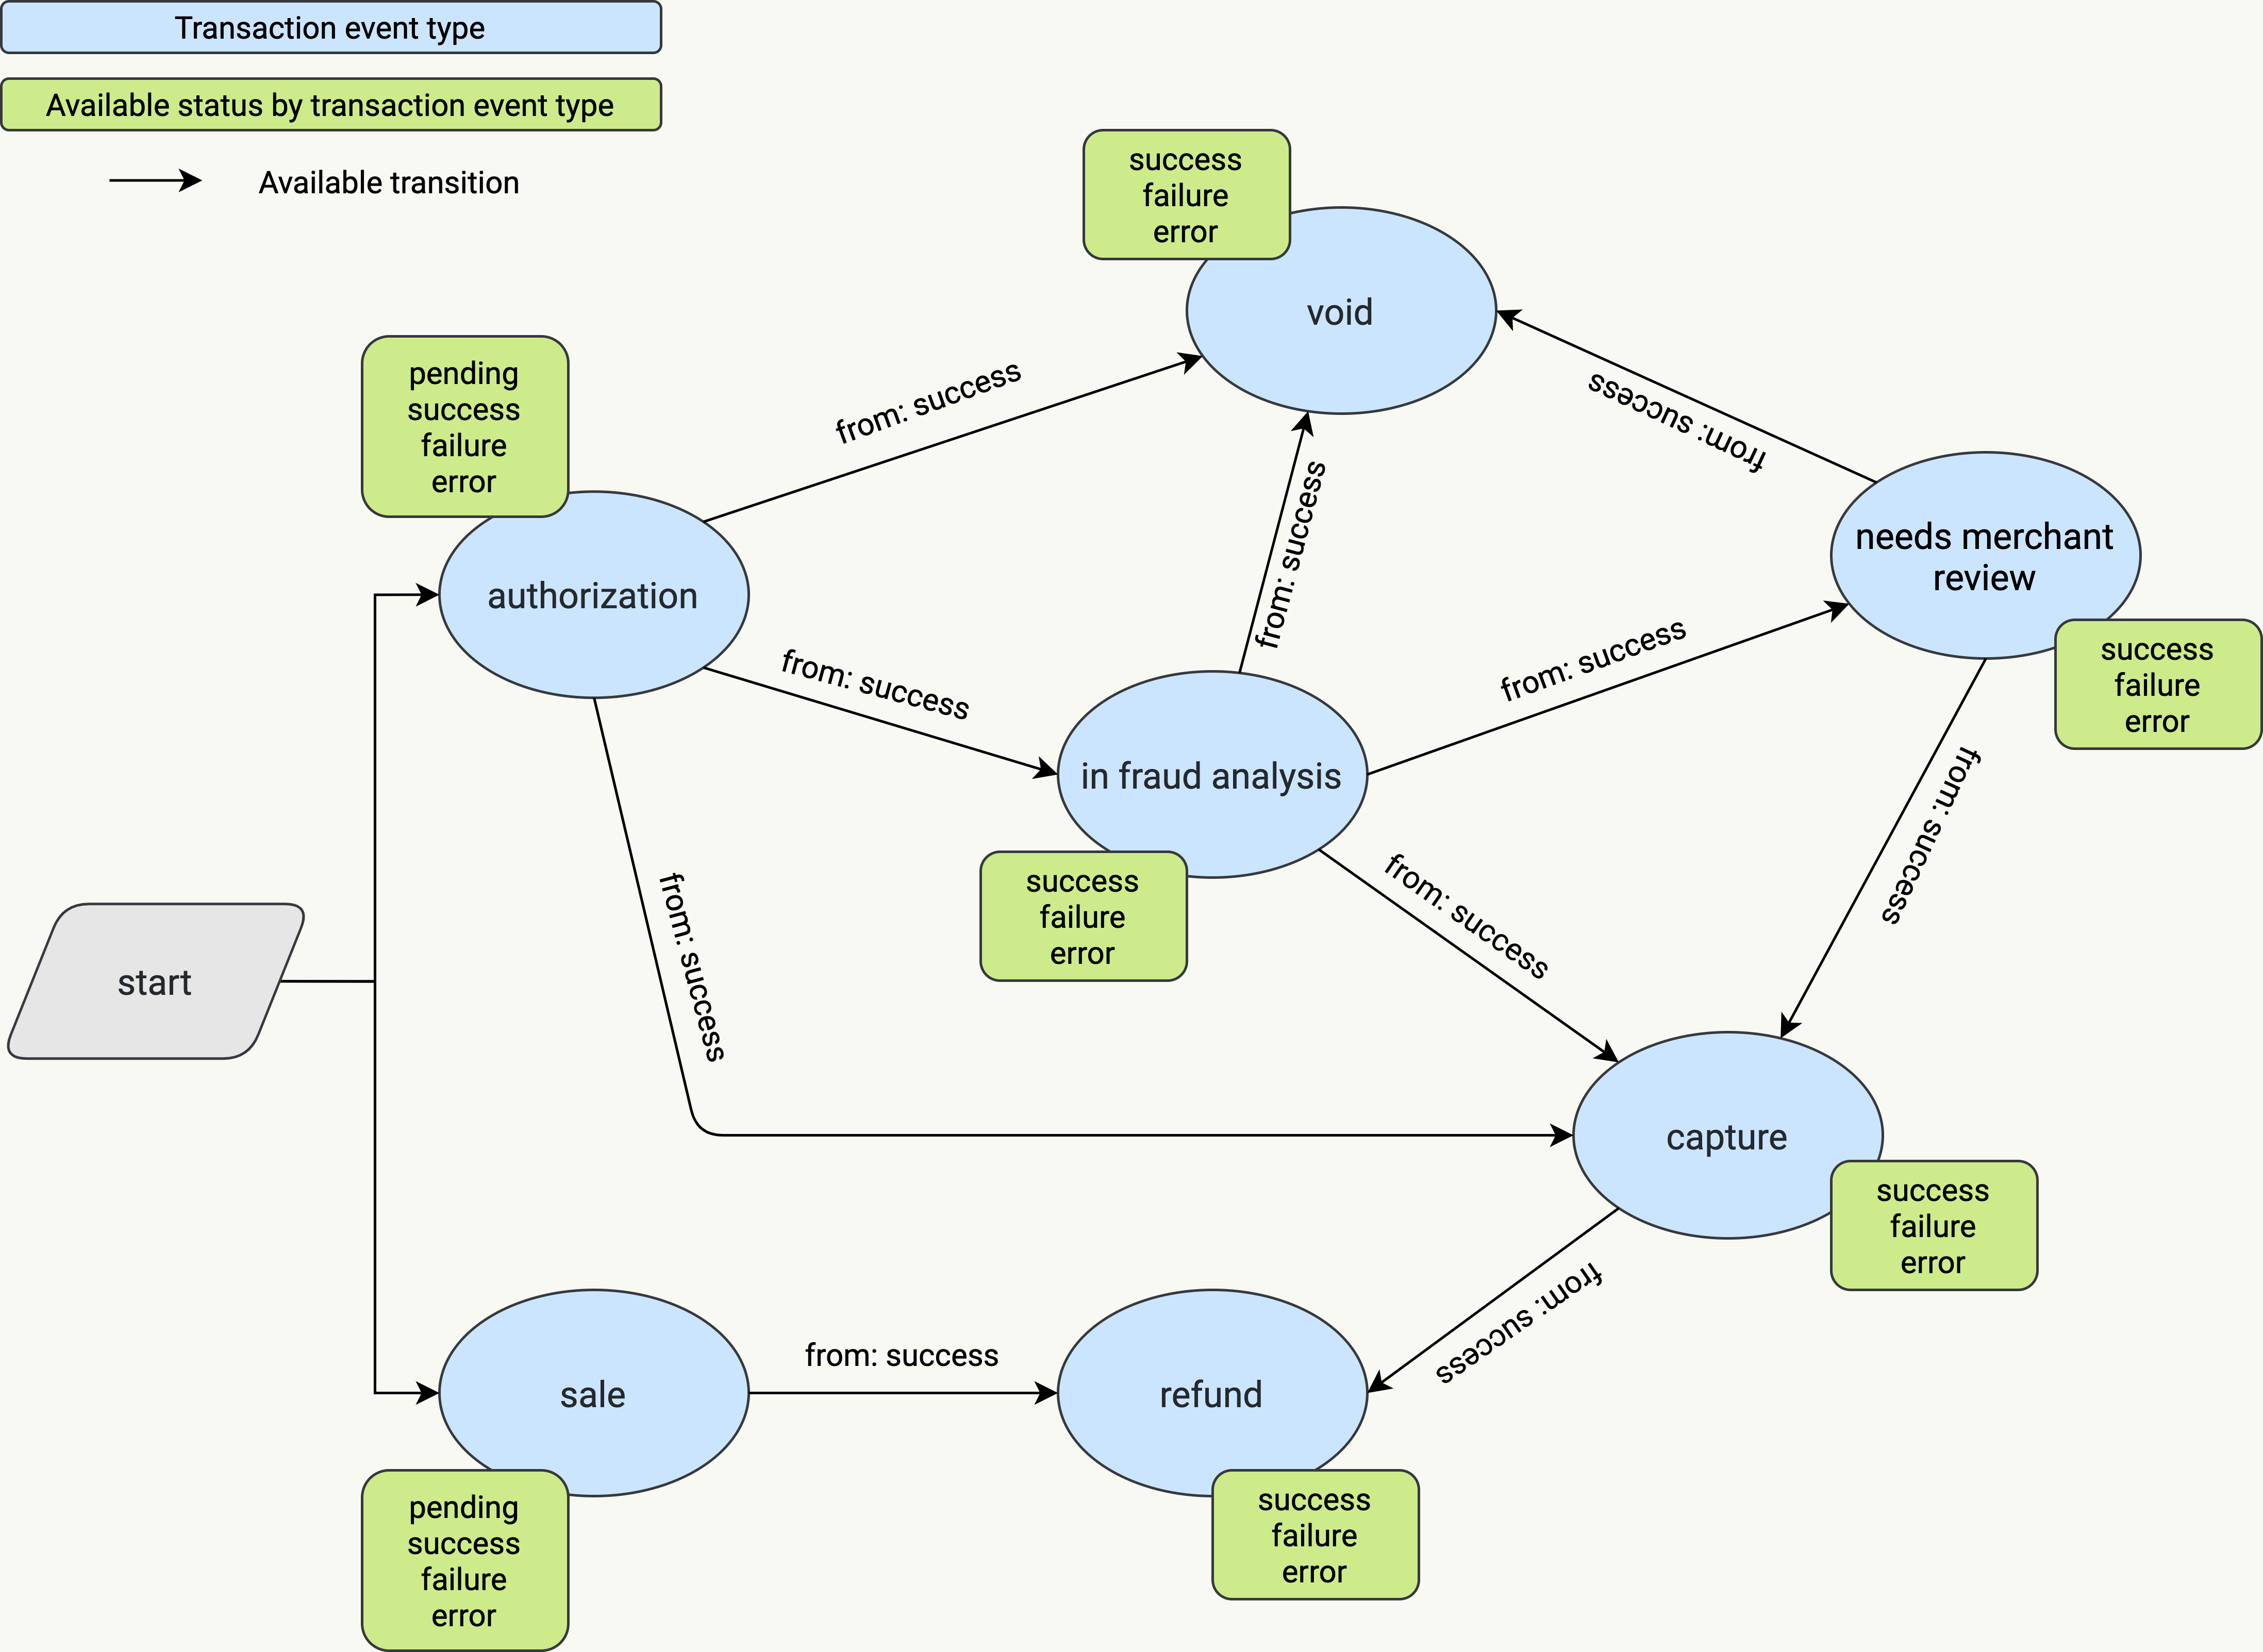 Transaction event type
Available status by transaction event type
Available transition
success
failure
error
void
pending
success
failure
error
from: success
from: success
needs merchant
review
authorization
from: success
from: success
success
failure
error
from: success
in fraud analysis
from: success
success
failure
error
from: success
from: success
start
capture
success
failure
error
from: success
sale
from: success
refund
pending
success
failure
error
success
failure
error